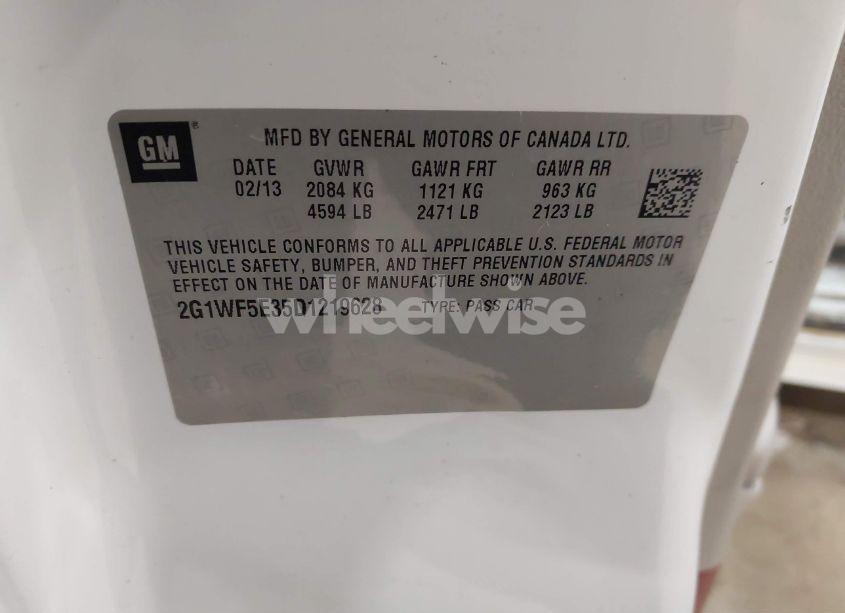 GM ®
MFD BY GENERAL MOTORS OF CANADA LTD.
DATE GVWR GAWR FRT GAWR RR
02/13 2084 KG 1121 KG 963 KG
4594 LB 2471 LB 2123 LB
THIS VEHICLE CONFORMS TO ALL APPLICABLE U.S. FEDERAL MOTOR
VEHICLE SAFETY, BUMPER, AND THEFT PREVENTION STANDARDS IN
EFFECT ON THE DATE OF MANUFACTURE SHOWN ABOVE.
2G1WF5E35D1219628 TYPE: PASS CAR
wheelwise